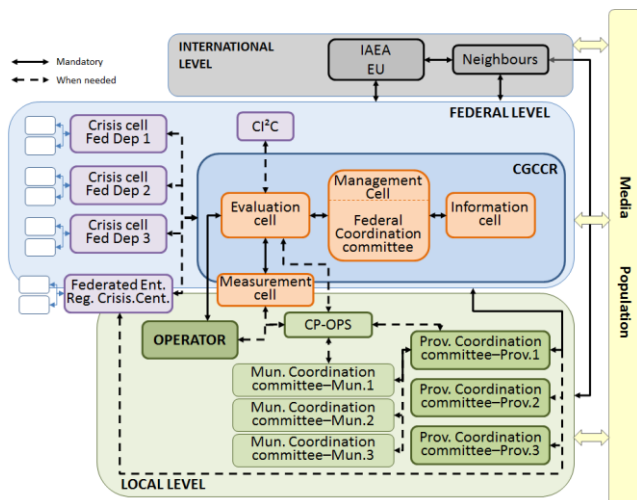 Mandatory
When needed
INTERNATIONAL
LEVEL
IAEA
EU
Neighbours
FEDERAL LEVEL
Crisis cell
Fed Dep 1
CI²C
CGCCR
Crisis cell
Fed Dep 2
Evaluation
cell
Management
Cell
Federal
Coordination
committee
Information
cell
Crisis cell
Fed Dep 3
Federated Ent.
Reg. Crisis.Cent.
Measurement
cell
OPERATOR
CP-OPS
Prov. Coordination
committee–Prov.1
Mun. Coordination
committee–Mun.1
Prov. Coordination
committee–Prov.2
Mun. Coordination
committee–Mun.2
Prov. Coordination
committee–Prov.3
Mun. Coordination
committee–Mun.3
LOCAL LEVEL
Media
Population